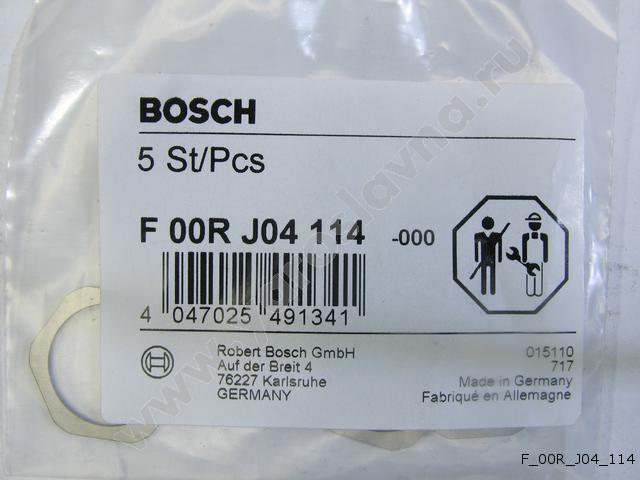 BOSCH
5 St/Pcs
F 00R J04 114 -000
4 047025 491341
Robert Bosch GmbH
Auf der Breit 4
76227 Karlsruhe
GERMANY
015110
717
Made in Germany
Fabriqué en Allemagne
F_00R_J04_114